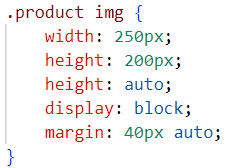 .product img {
    width: 250px;
    height: 200px;
    height: auto;
    display: block;
    margin: 40px auto;
}